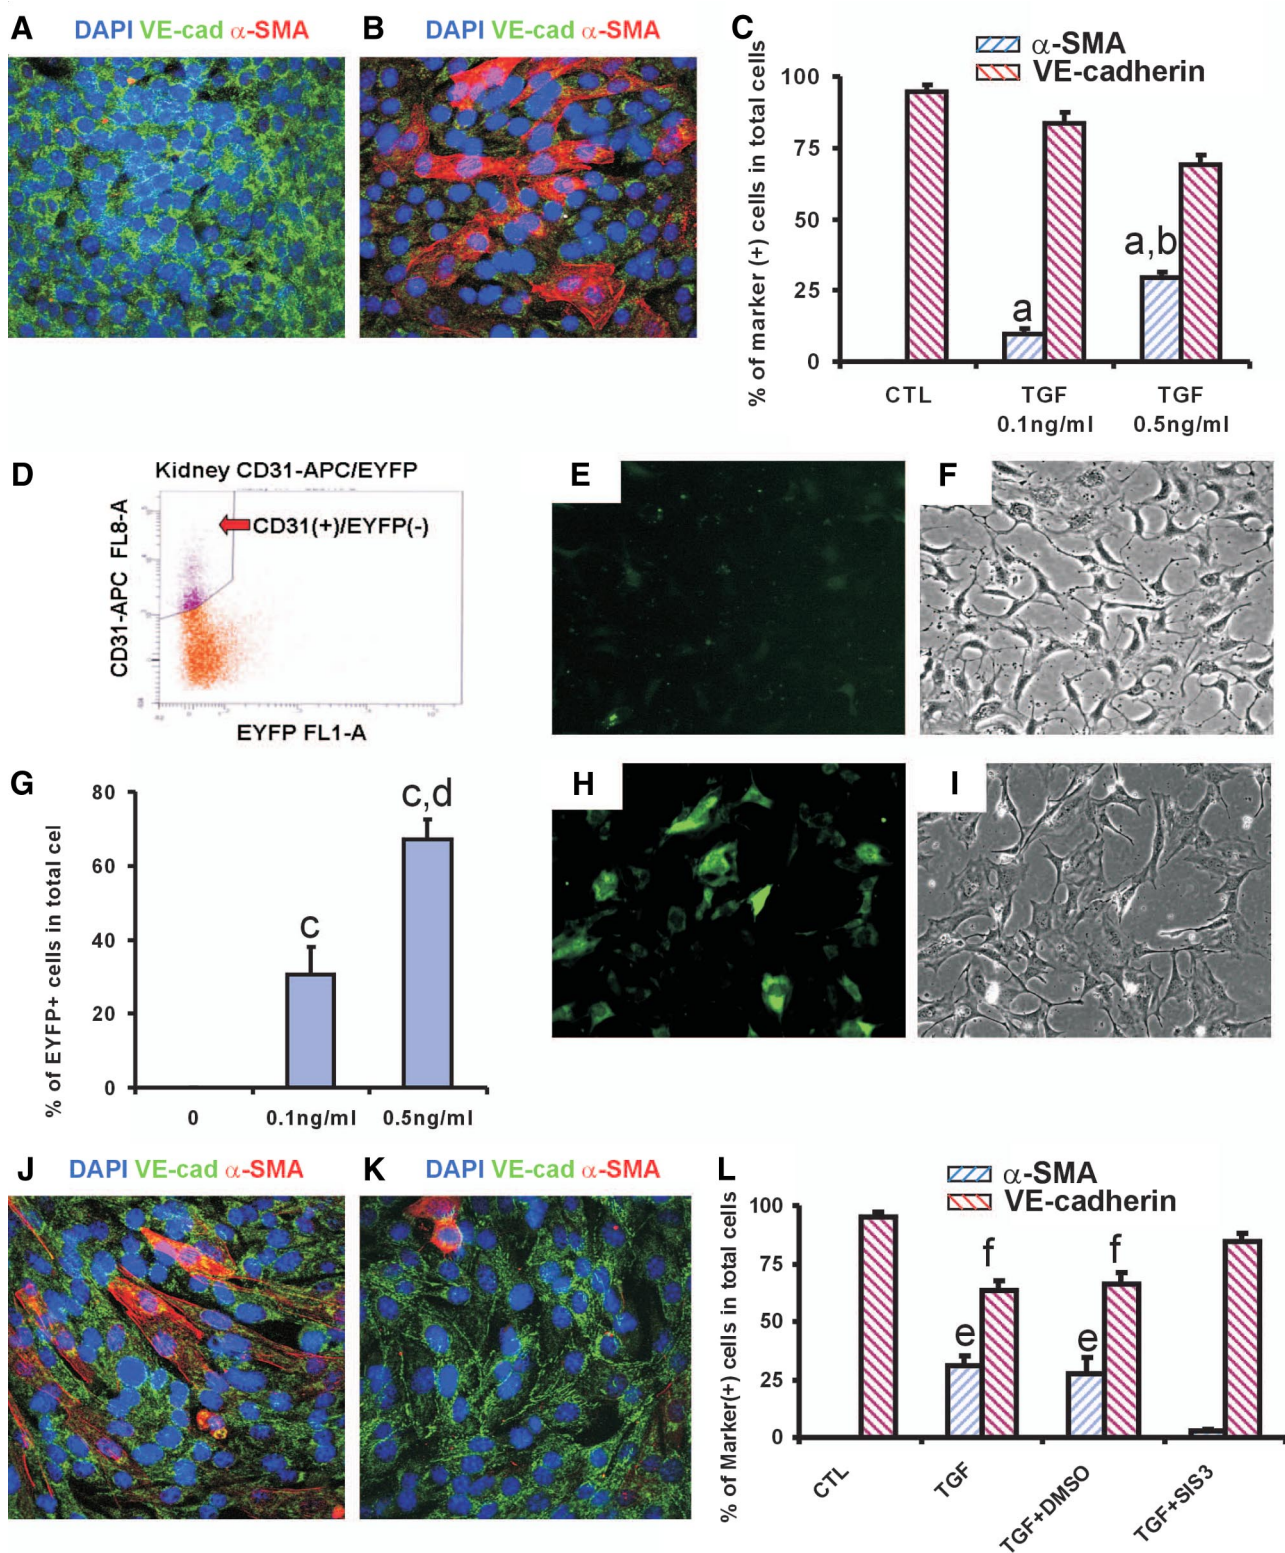 A
DAPI VE-cad α-SMA
B
DAPI VE-cad α-SMA
C
α-SMA
VE-cadherin
% of marker (+) cells in total cells
100
75
50
25
0
a
a,b
CTL
TGF
0.1ng/ml
TGF
0.5ng/ml
D
Kidney CD31-APC/EYFP
CD31(+)/EYFP(-)
CD31-APC FL8-A
EYFP FL1-A
E
F
G
% of EYFP+ cells in total cel
80
60
40
20
0
c
c,d
0
0.1ng/ml
0.5ng/ml
H
I
J
DAPI VE-cad α-SMA
K
DAPI VE-cad α-SMA
L
α-SMA
VE-cadherin
% of Marker(+) cells in total cells
100
75
50
25
0
e
f
e
f
CTL
TGF
TGF+DMSO
TGF+SIS3